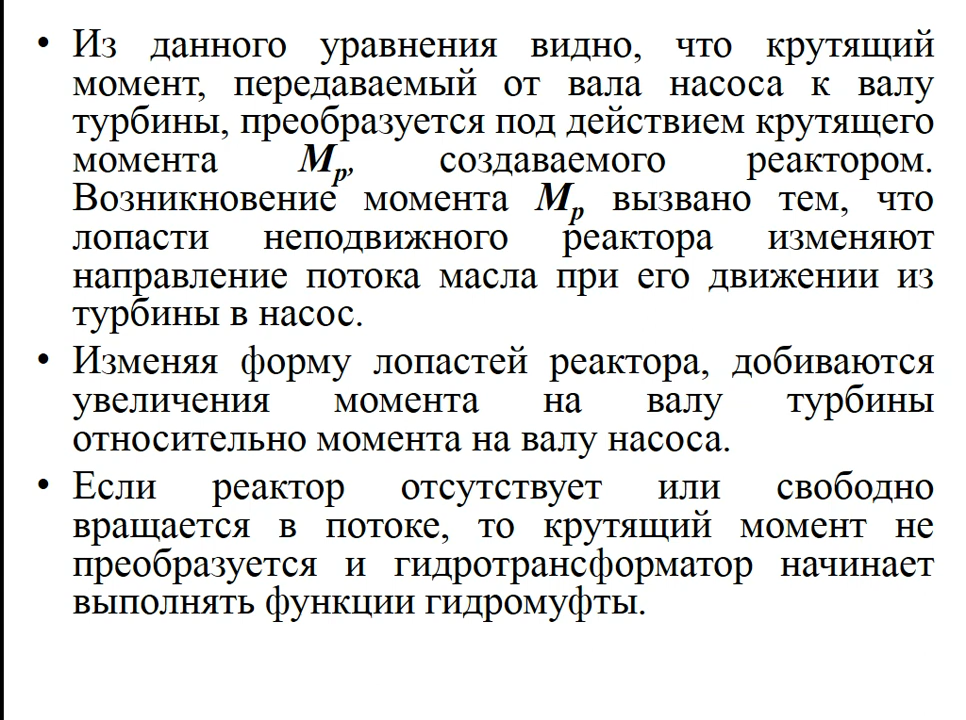 • Из данного уравнения видно, что крутящий
момент, передаваемый от вала насоса к валу
турбины, преобразуется под действием крутящего
момента Mр, создаваемого реактором.
Возникновение момента Mр вызвано тем, что
лопасти неподвижного реактора изменяют
направление потока масла при его движении из
турбины в насос.
• Изменяя форму лопастей реактора, добиваются
увеличения момента на валу турбины
относительно момента на валу насоса.
• Если реактор отсутствует или свободно
вращается в потоке, то крутящий момент не
преобразуется и гидротрансформатор начинает
выполнять функции гидромуфты.